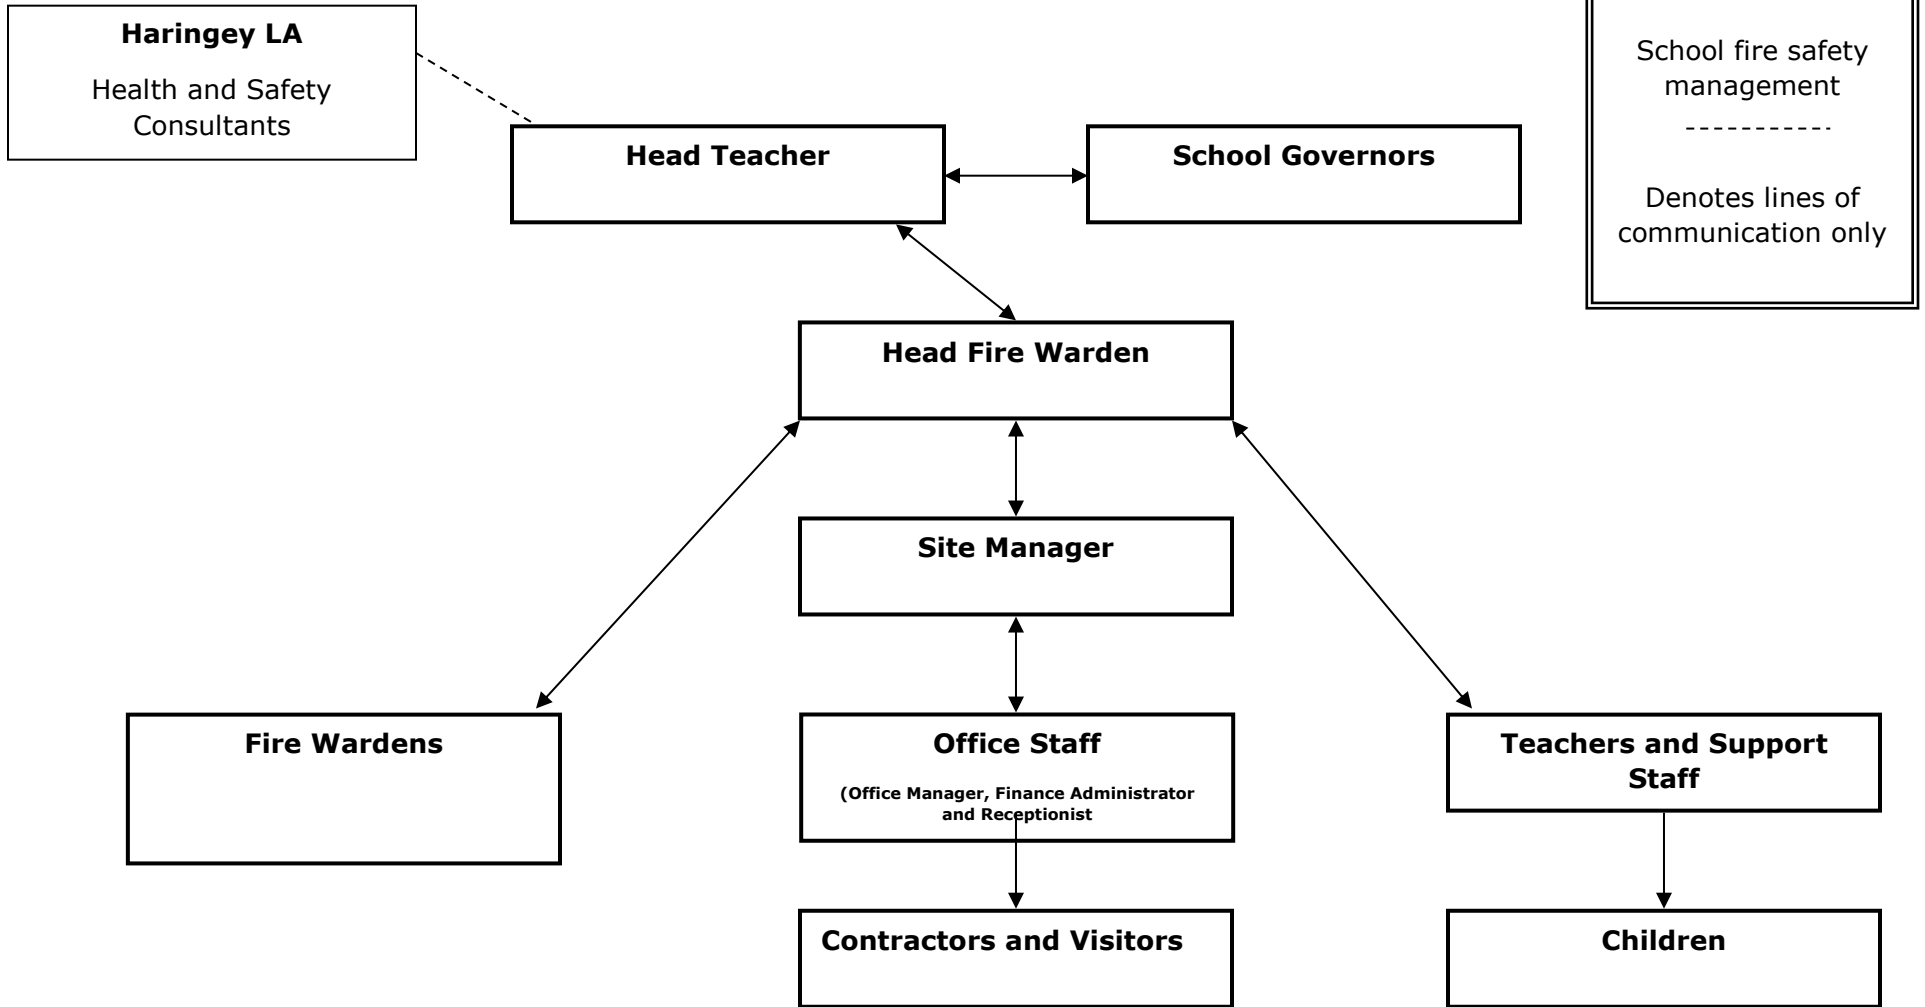 Haringey LA
Health and Safety
Consultants
School fire safety
management
-----------
Denotes lines of
communication only
Head Teacher
School Governors
Head Fire Warden
Site Manager
Fire Wardens
Office Staff
(Office Manager, Finance Administrator
and Receptionist
Teachers and Support
Staff
Contractors and Visitors
Children